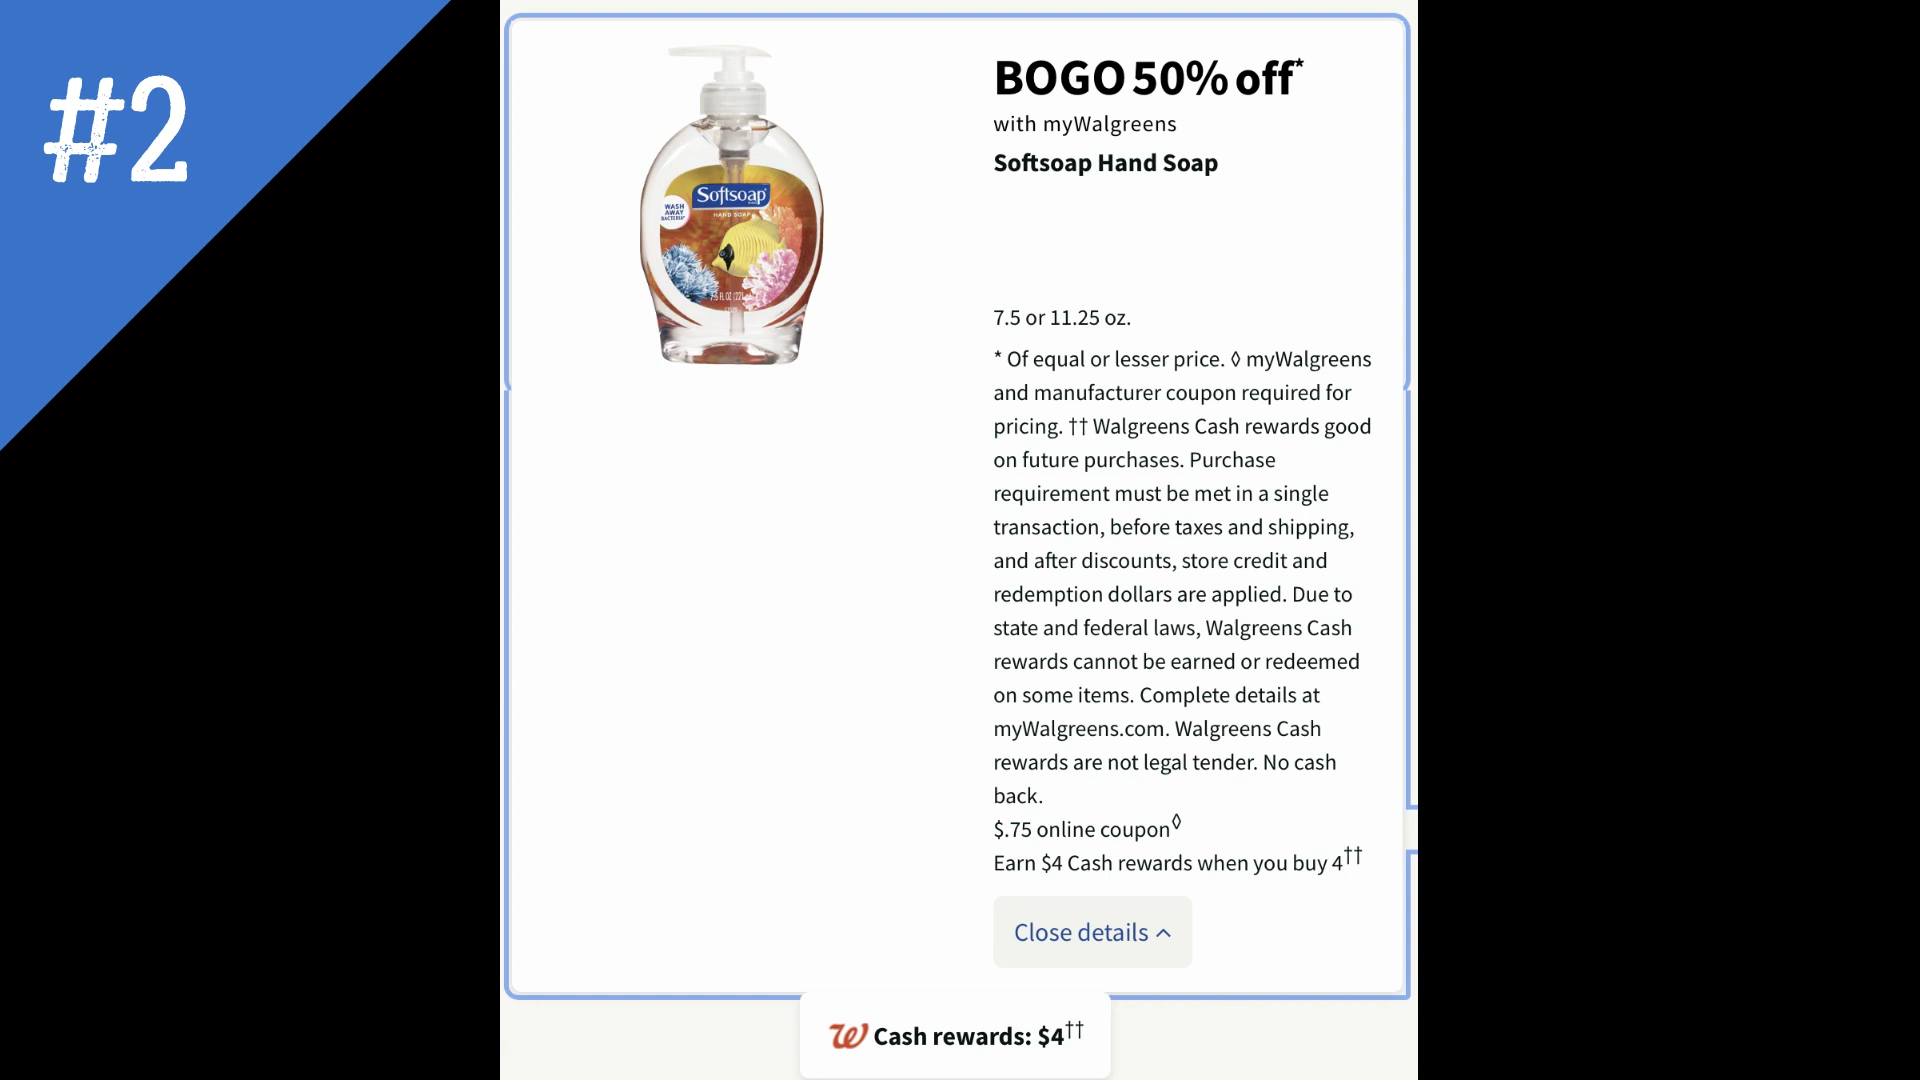 #2
BOGO 50% off*
with myWalgreens
Softsoap Hand Soap
WASH
AWAY
BACTERIA*
Softsoap
HAND SOAP
7.5 or 11.25 oz.
* Of equal or lesser price. ◊ myWalgreens
and manufacturer coupon required for
pricing. †† Walgreens Cash rewards good
on future purchases. Purchase
requirement must be met in a single
transaction, before taxes and shipping,
and after discounts, store credit and
redemption dollars are applied. Due to
state and federal laws, Walgreens Cash
rewards cannot be earned or redeemed
on some items. Complete details at
myWalgreens.com. Walgreens Cash
rewards are not legal tender. No cash
back.
$.75 online coupon◊
Earn $4 Cash rewards when you buy 4††
Close details
W Cash rewards: $4††